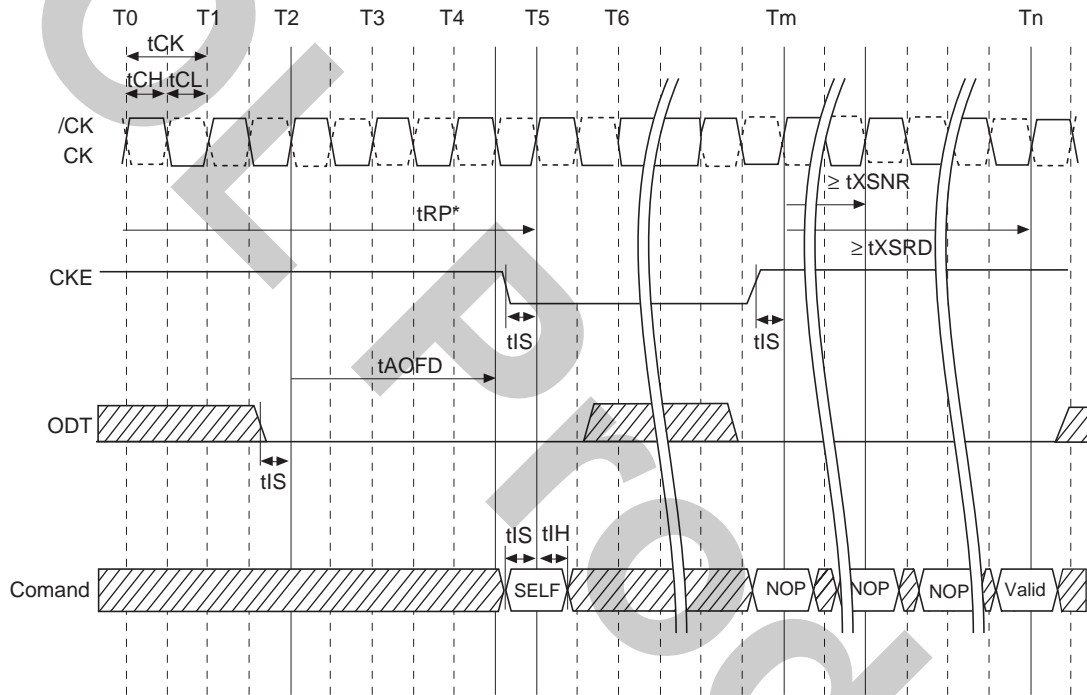 T0 T1 T2 T3 T4 T5 T6 Tm Tn
tCK
tCH tCL
/CK
CK
≥ tXSNR
tRP*
≥ tXSRD
CKE
tIS
tIS
tAOFD
ODT
tIS
tIS tIH
Comand
SELF NOP NOP NOP Valid
L Prod